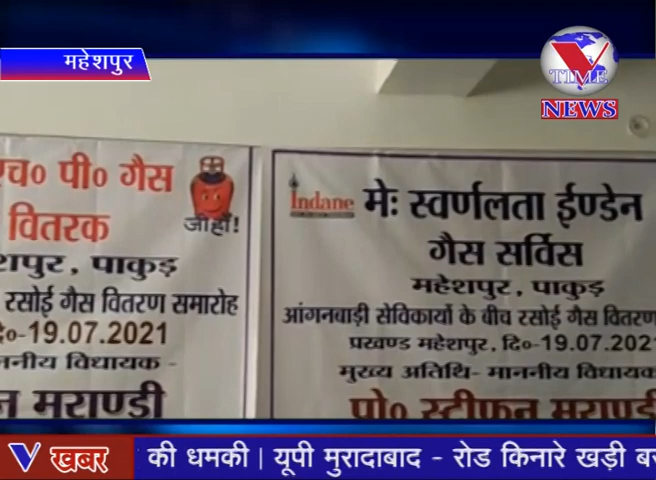 महेशपुर
V TIME
NEWS
एच० पी० गैस
वितरक
जोहार!
महेशपुर, पाकुड़
रसोई गैस वितरण समारोह
दि०-19.07.2021
माननीय विधायक -
मराण्डी
Indane
मेः स्वर्णलता ईण्डेन
गैस सर्विस
महेशपुर, पाकुड़
आंगनबाड़ी सेविकायों के बीच रसोई गैस वितरण
प्रखण्ड महेशपुर, दि०-19.07.2021
मुख्य अतिथि- माननीय विधायक
प्रो० स्टीफन मराण्डी
V खबर की धमकी | यूपी मुरादाबाद - रोड किनारे खड़ी